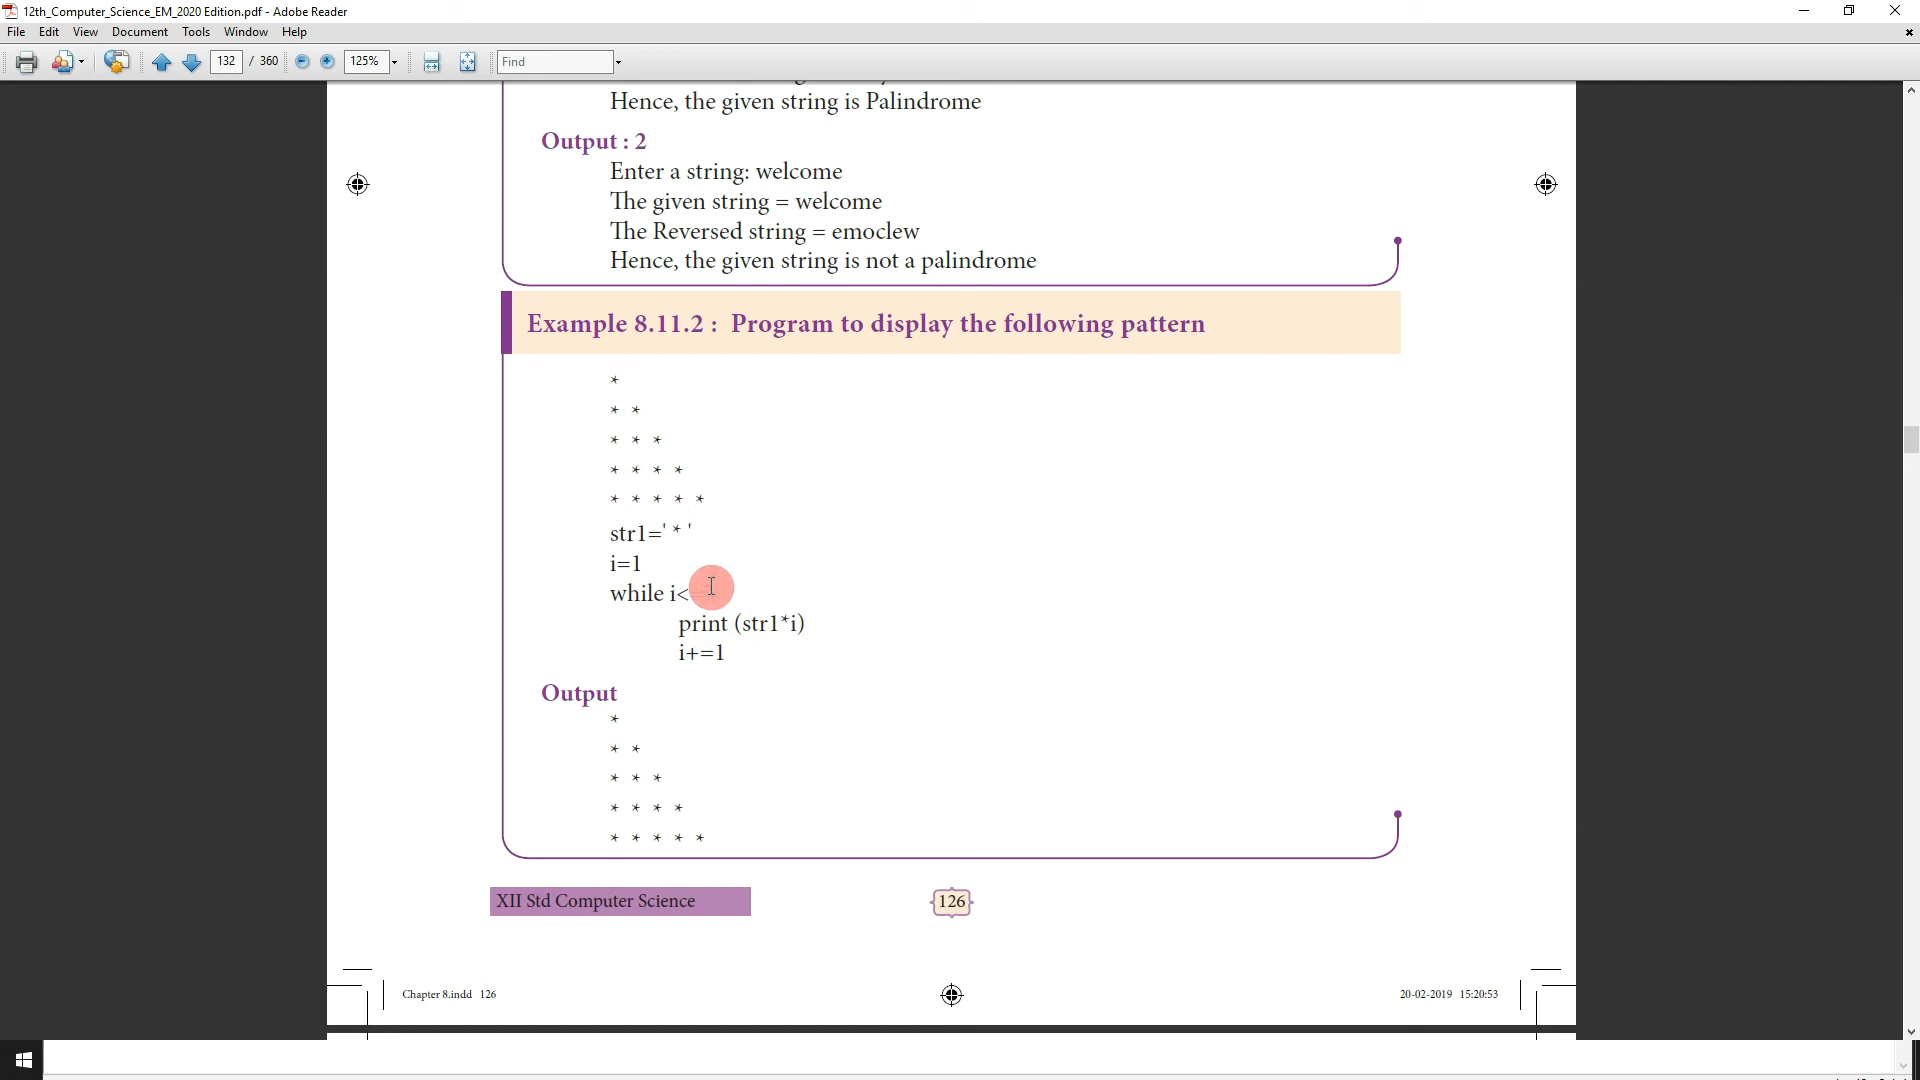 12th_Computer_Science_EM_2020 Edition.pdf - Adobe Reader
File Edit View Document Tools Window Help
132 / 360 125% Find
Hence, the given string is Palindrome
Output : 2
Enter a string: welcome
The given string = welcome
The Reversed string = emoclew
Hence, the given string is not a palindrome
Example 8.11.2 : Program to display the following pattern
*
* *
* * *
* * * *
* * * * *
str1=' * '
i=1
while i<
print (str1*i)
i+=1
Output
*
* *
* * *
* * * *
* * * * *
XII Std Computer Science 126
Chapter 8.indd 126 20-02-2019 15:20:53